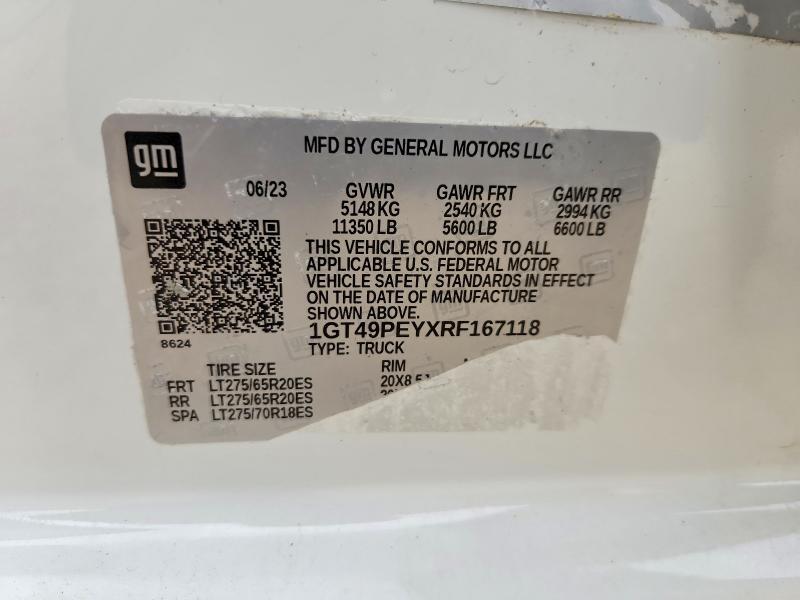 gm
MFD BY GENERAL MOTORS LLC
06/23 GVWR GAWR FRT GAWR RR
5148 KG 2540 KG 2994 KG
11350 LB 5600 LB 6600 LB
THIS VEHICLE CONFORMS TO ALL
APPLICABLE U.S. FEDERAL MOTOR
VEHICLE SAFETY STANDARDS IN EFFECT
ON THE DATE OF MANUFACTURE
SHOWN ABOVE.
1GT49PEYXRF167118
8624
TYPE: TRUCK
TIRE SIZE RIM
FRT LT275/65R20ES 20X8.5
RR LT275/65R20ES
SPA LT275/70R18ES